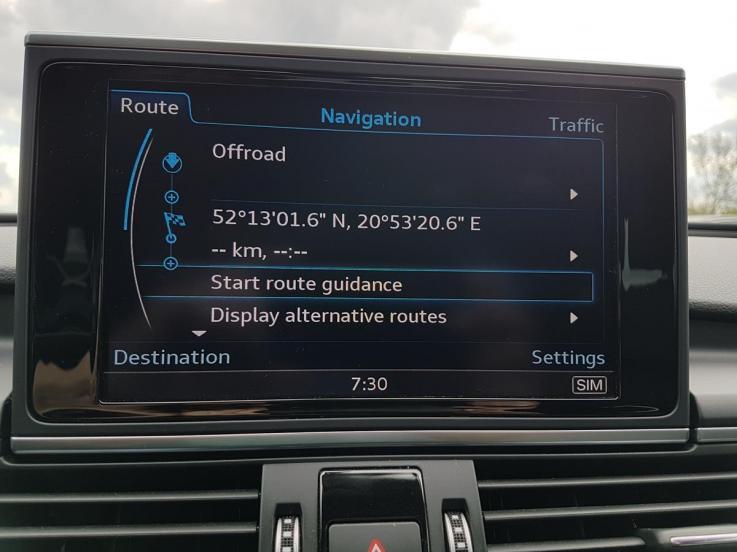 Route
Navigation
Traffic
Offroad
52°13'01.6" N, 20°53'20.6" E
-- km, --:--
Start route guidance
Display alternative routes
Destination
Settings
7:30
SIM